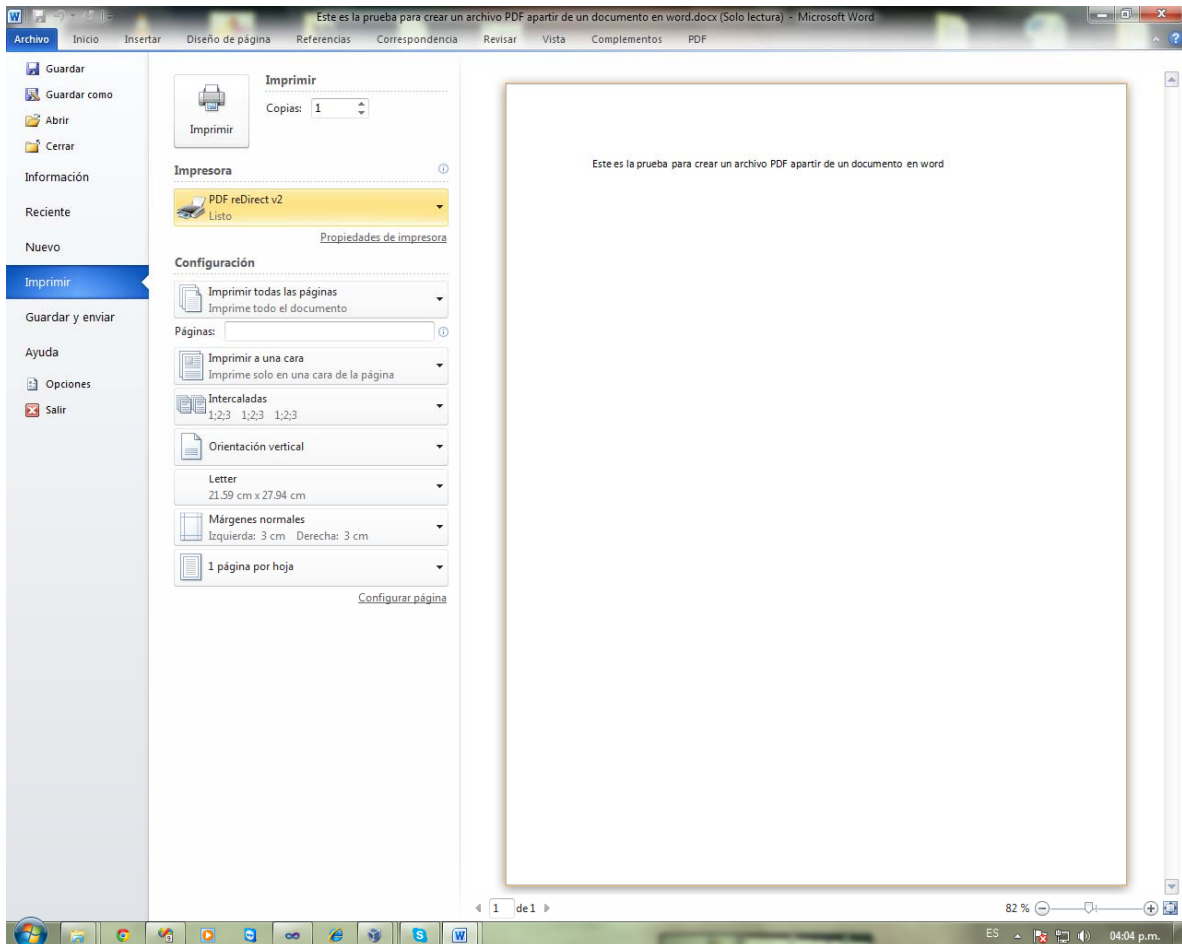 Este es la prueba para crear un archivo PDF apartir de un documento en word.docx (Solo lectura) - Microsoft Word
Archivo Inicio Insertar Diseño de página Referencias Correspondencia Revisar Vista Complementos PDF
Guardar
Guardar como
Abrir
Cerrar
Información
Reciente
Nuevo
Imprimir
Guardar y enviar
Ayuda
Opciones
Salir
Imprimir
Imprimir
Copias: 1
Impresora
PDF reDirect v2
Listo
Propiedades de impresora
Configuración
Imprimir todas las páginas
Imprime todo el documento
Páginas:
Imprimir a una cara
Imprime solo en una cara de la página
Intercaladas
1;2;3 1;2;3 1;2;3
Orientación vertical
Letter
21.59 cm x 27.94 cm
Márgenes normales
Izquierda: 3 cm Derecha: 3 cm
1 página por hoja
Configurar página
Este es la prueba para crear un archivo PDF apartir de un documento en word
1 de 1
82 %
ES 04:04 p.m.